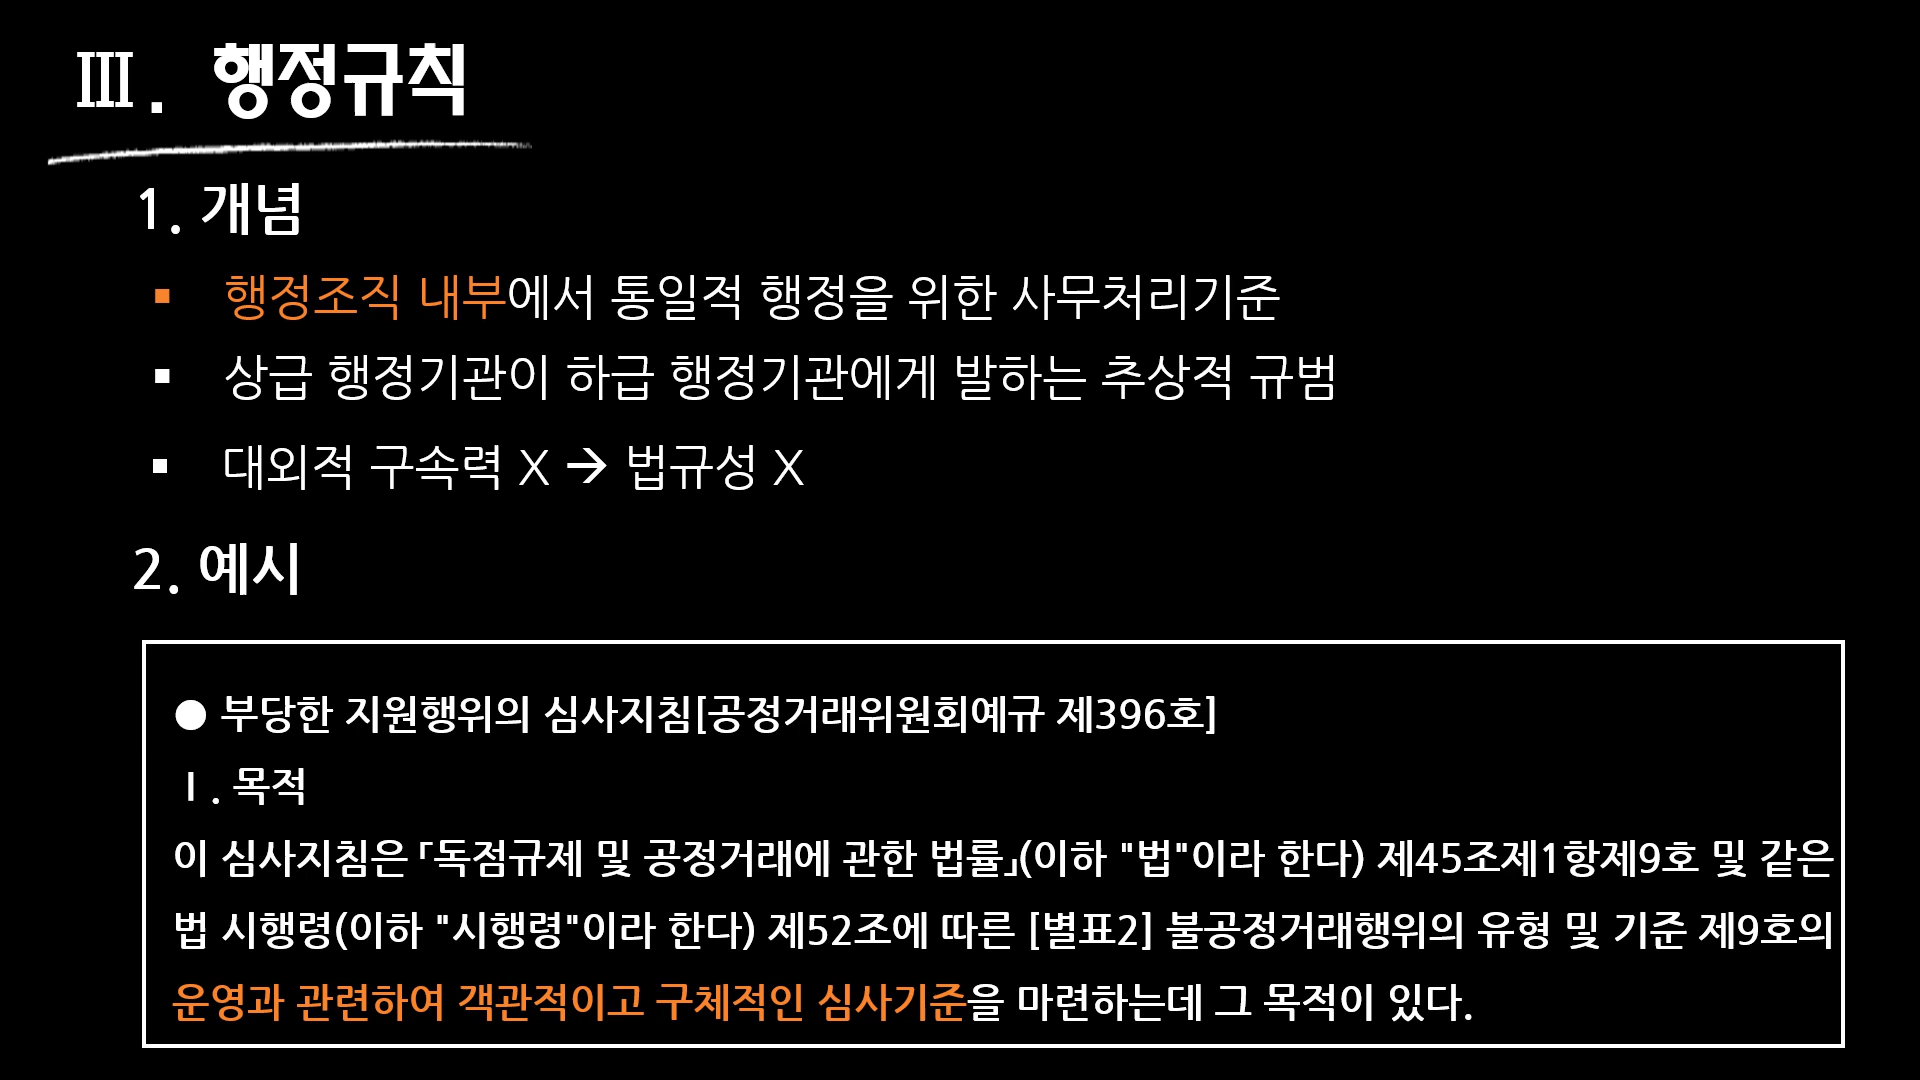 Ⅲ. 행정규칙
1. 개념
▪ 행정조직 내부에서 통일적 행정을 위한 사무처리기준
▪ 상급 행정기관이 하급 행정기관에게 발하는 추상적 규범
▪ 대외적 구속력 X → 법규성 X
2. 예시
● 부당한 지원행위의 심사지침[공정거래위원회예규 제396호]
Ⅰ. 목적
이 심사지침은 ｢독점규제 및 공정거래에 관한 법률｣(이하 "법"이라 한다) 제45조제1항제9호 및 같은
법 시행령(이하 "시행령"이라 한다) 제52조에 따른 [별표2] 불공정거래행위의 유형 및 기준 제9호의
운영과 관련하여 객관적이고 구체적인 심사기준을 마련하는데 그 목적이 있다.